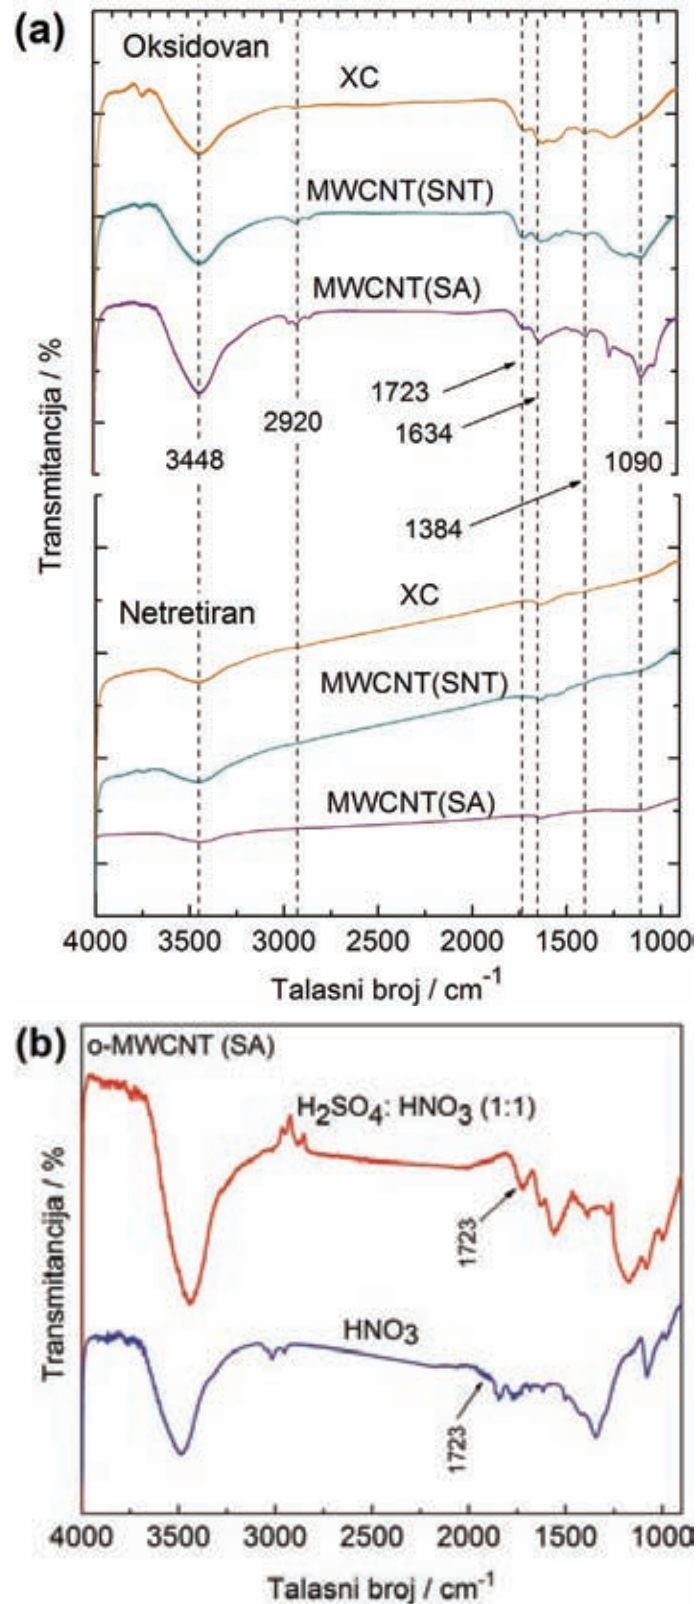 (a)
Oksidovan
XC
MWCNT(SNT)
MWCNT(SA)
1723
2920
1634
3448
1090
1384
Transmitancija / %
XC
Netretiran
MWCNT(SNT)
MWCNT(SA)
4000 3500 3000 2500 2000 1500 1000
Talasni broj / cm⁻¹
(b)
o-MWCNT (SA)
H₂SO₄: HNO₃ (1:1)
1723
Transmitancija / %
HNO₃
1723
4000 3500 3000 2500 2000 1500 1000
Talasni broj / cm⁻¹